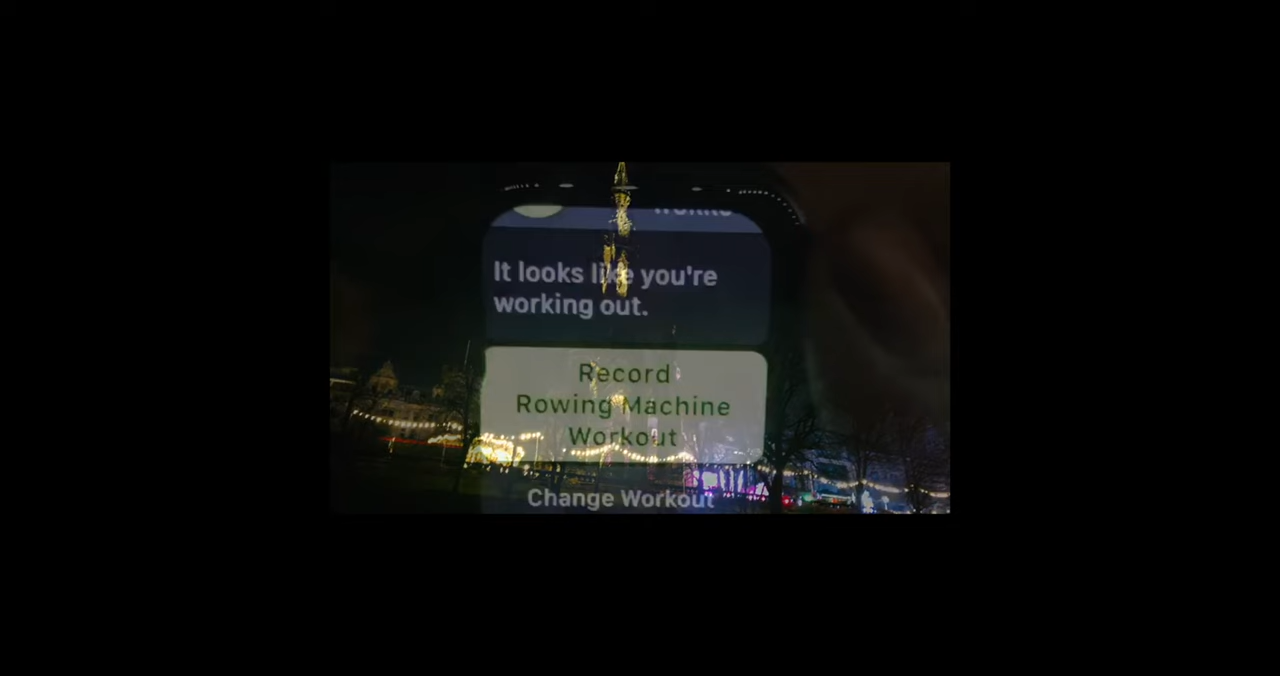 It looks like you're
working out.
Record
Rowing Machine
Workout
Change Workout